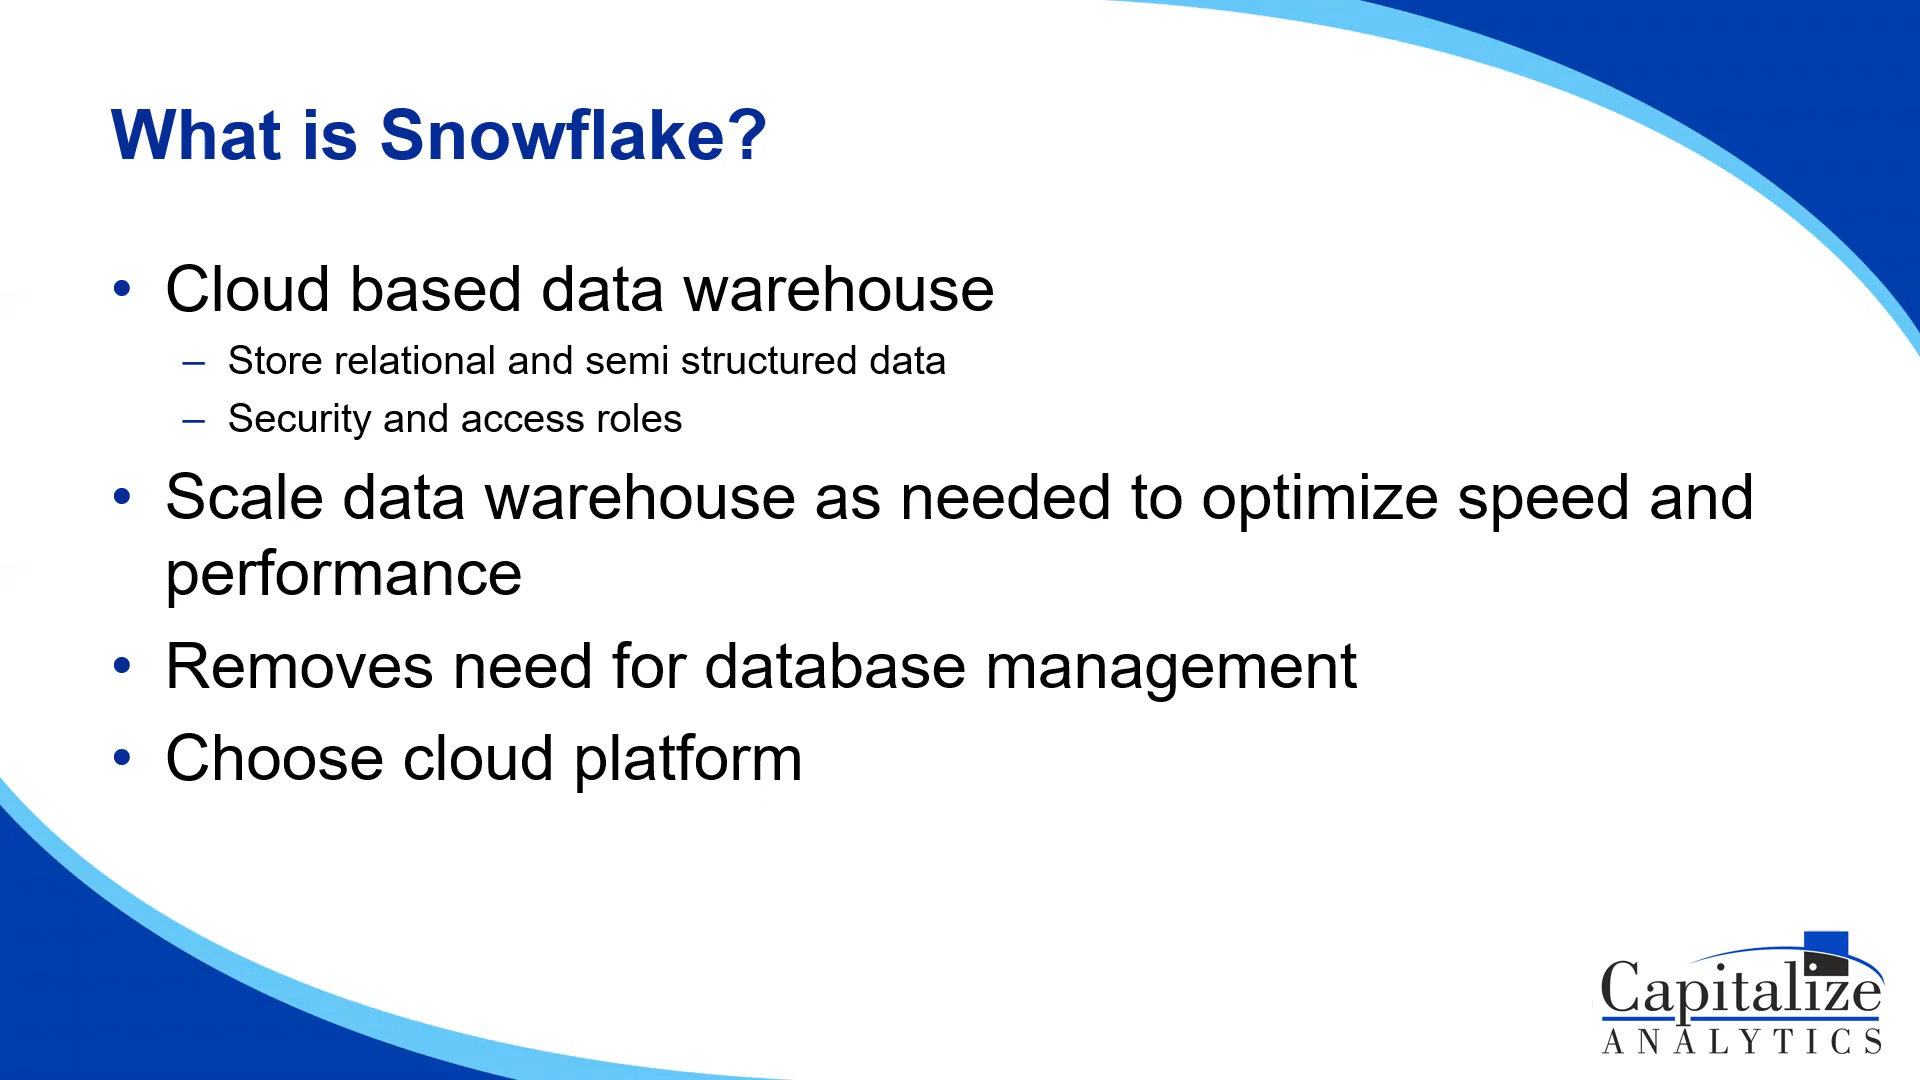 What is Snowflake?
• Cloud based data warehouse
– Store relational and semi structured data
– Security and access roles
• Scale data warehouse as needed to optimize speed and
performance
• Removes need for database management
• Choose cloud platform
Capitalize
ANALYTICS